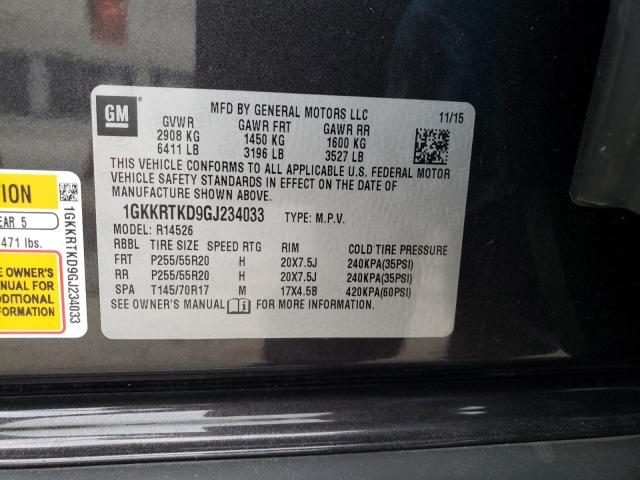 GM
MFD BY GENERAL MOTORS LLC 11/15
GVWR GAWR FRT GAWR RR
2908 KG 1450 KG 1600 KG
6411 LB 3196 LB 3527 LB
THIS VEHICLE CONFORMS TO ALL APPLICABLE U.S. FEDERAL MOTOR
VEHICLE SAFETY STANDARDS IN EFFECT ON THE DATE OF
MANUFACTURE SHOWN ABOVE.
1GKKRTKD9GJ234033 TYPE: M.P.V.
MODEL: R14526
RBBL TIRE SIZE SPEED RTG RIM COLD TIRE PRESSURE
FRT P255/55R20 H 20X7.5J 240KPA(35PSI)
RR P255/55R20 H 20X7.5J 240KPA(35PSI)
SPA T145/70R17 M 17X4.5B 420KPA(60PSI)
SEE OWNER'S MANUAL FOR MORE INFORMATION
TION
EAR 5
471 lbs.
E OWNER'S
ANUAL FOR
DDITIONAL
ORMATION
1GKKRTKD9GJ234033